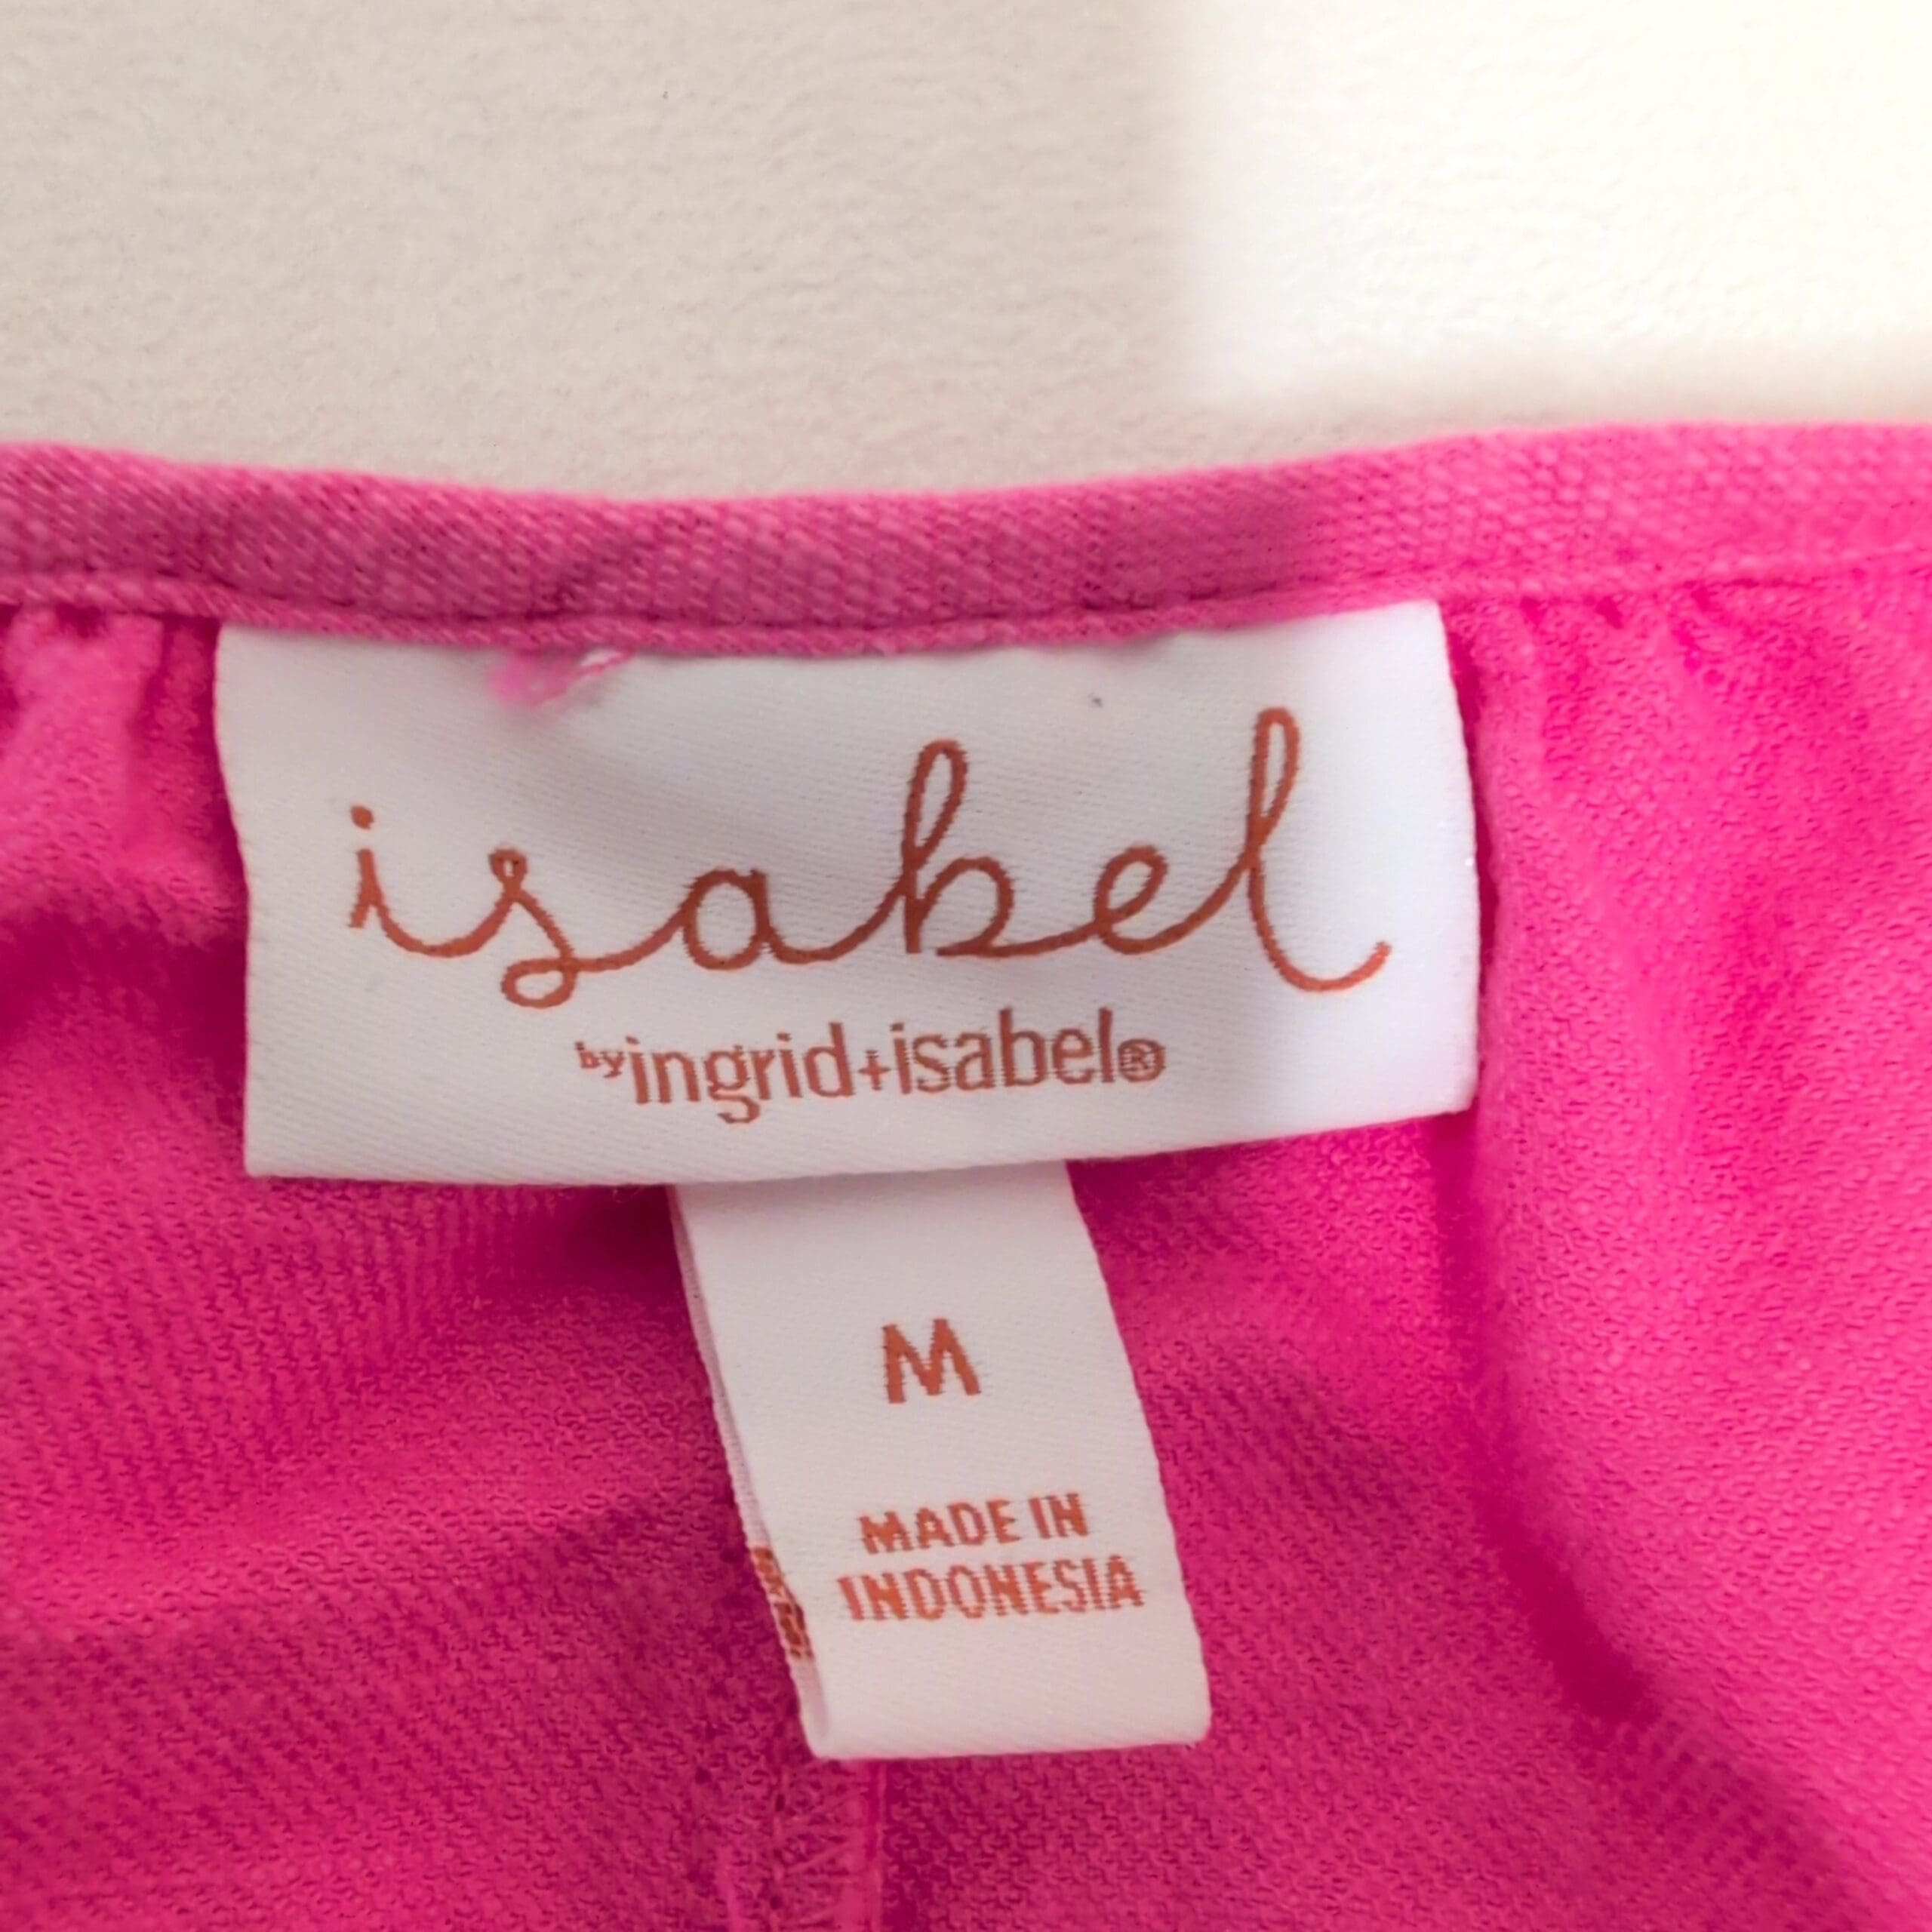 isabel
by ingrid+isabel®
M
MADE IN
INDONESIA